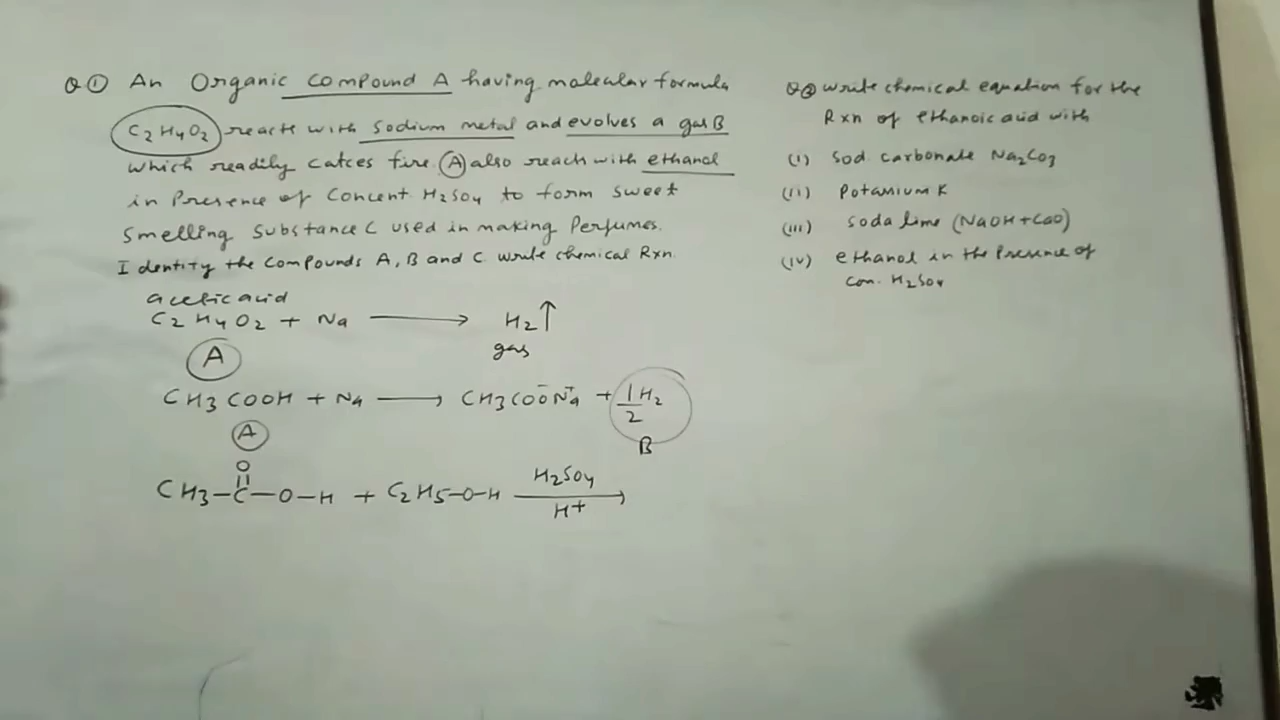 Q① An Organic compound A having molecular formula
C2H4O2 reacts with sodium metal and evolves a gas B
which readily catces fire. A also reach with ethanol
in Presence of Concent. H2SO4 to form sweet
Smelling Substance C used in making Perfumes.
Identity the Compounds A, B and C. write chemical Rxn.
acetic acid
C2H4O2 + Na ⟶ H2↑
A gas
CH3COOH + Na ⟶ CH3COO⁻Na⁺ + 1/2 H2
A B
O
CH3–C–O–H + C2H5–O–H ⟶ H2SO4
H+
Q② write chemical equation for the
Rxn of ethanoic acid with
(i) Sod. carbonate Na2CO3
(ii) Potassium K
(iii) Soda lime (NaOH + CaO)
(iv) ethanol in the Presence of
con. H2SO4